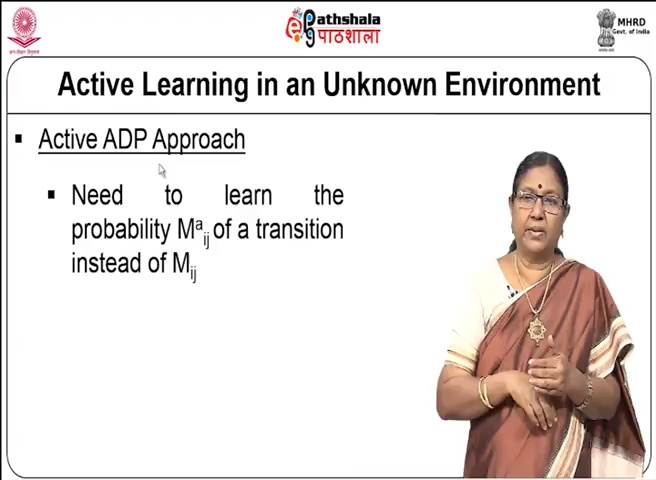 ePathshala
पाठशाला
MHRD
Govt. of India
Active Learning in an Unknown Environment
Active ADP Approach
Need to learn the
probability Mᵃij of a transition
instead of Mij